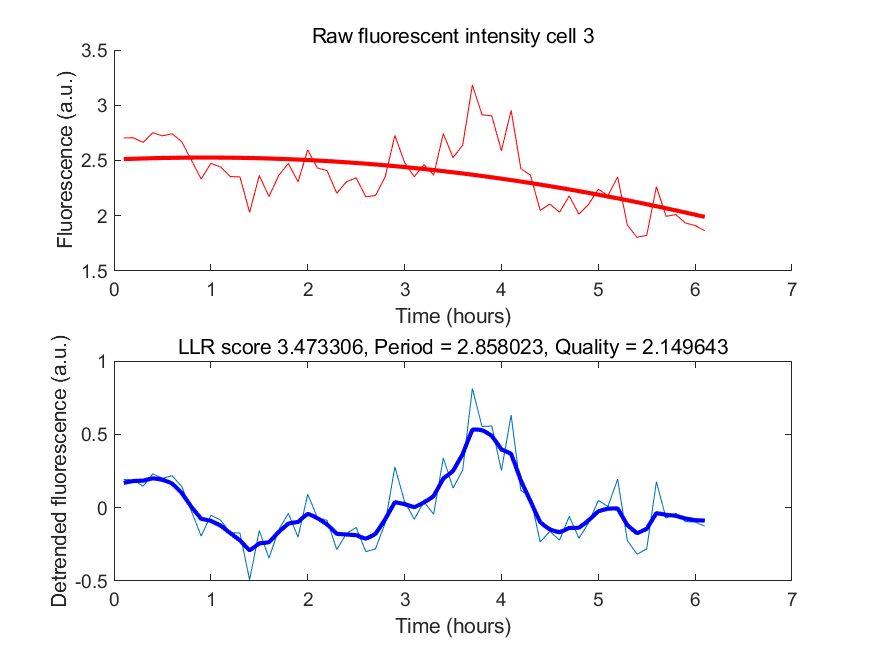 Raw fluorescent intensity cell 3
3.5
3
2.5
2
1.5
Fluorescence (a.u.)
0 1 2 3 4 5 6 7
Time (hours)
LLR score 3.473306, Period = 2.858023, Quality = 2.149643
1
0.5
0
-0.5
Detrended fluorescence (a.u.)
0 1 2 3 4 5 6 7
Time (hours)